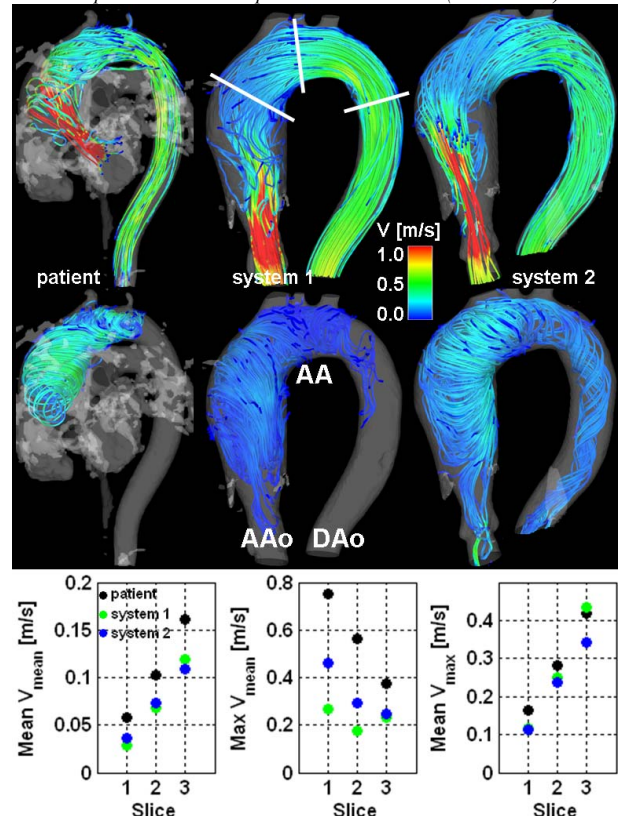 V [m/s]
1.0
0.5
0.0
patient
system 1
system 2
AA
AAo
DAo
Mean Vmean [m/s]
0.2
0.15
0.1
0.05
0
patient
system 1
system 2
1 2 3
Slice
Max Vmean [m/s]
0.8
0.6
0.4
0.2
0
1 2 3
Slice
Mean Vmax [m/s]
0.4
0.3
0.2
0.1
0
1 2 3
Slice